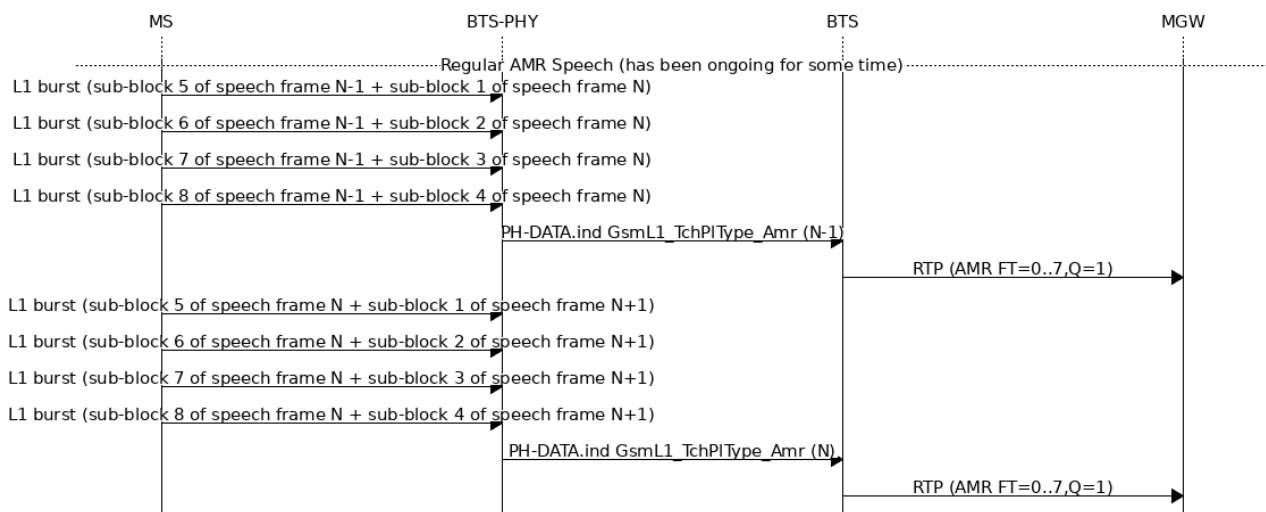 MS BTS-PHY BTS MGW
Regular AMR Speech (has been ongoing for some time)
L1 burst (sub-block 5 of speech frame N-1 + sub-block 1 of speech frame N)
L1 burst (sub-block 6 of speech frame N-1 + sub-block 2 of speech frame N)
L1 burst (sub-block 7 of speech frame N-1 + sub-block 3 of speech frame N)
L1 burst (sub-block 8 of speech frame N-1 + sub-block 4 of speech frame N)
PH-DATA.ind GsmL1_TchPlType_Amr (N-1)
RTP (AMR FT=0..7,Q=1)
L1 burst (sub-block 5 of speech frame N + sub-block 1 of speech frame N+1)
L1 burst (sub-block 6 of speech frame N + sub-block 2 of speech frame N+1)
L1 burst (sub-block 7 of speech frame N + sub-block 3 of speech frame N+1)
L1 burst (sub-block 8 of speech frame N + sub-block 4 of speech frame N+1)
PH-DATA.ind GsmL1_TchPlType_Amr (N)
RTP (AMR FT=0..7,Q=1)